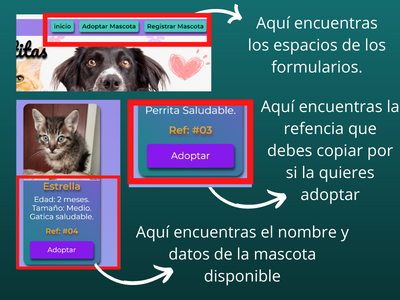 Inicio Adoptar Mascota Registrar Mascota
Aquí encuentras
los espacios de los
formularios.
Perrita Saludable.
Ref: #03
Adoptar
Aquí encuentras la
refencia que
debes copiar por
si la quieres
adoptar
Estrella
Edad: 2 meses.
Tamaño: Medio.
Gatica saludable.
Ref: #04
Adoptar
Aquí encuentras el nombre y
datos de la mascota
disponible